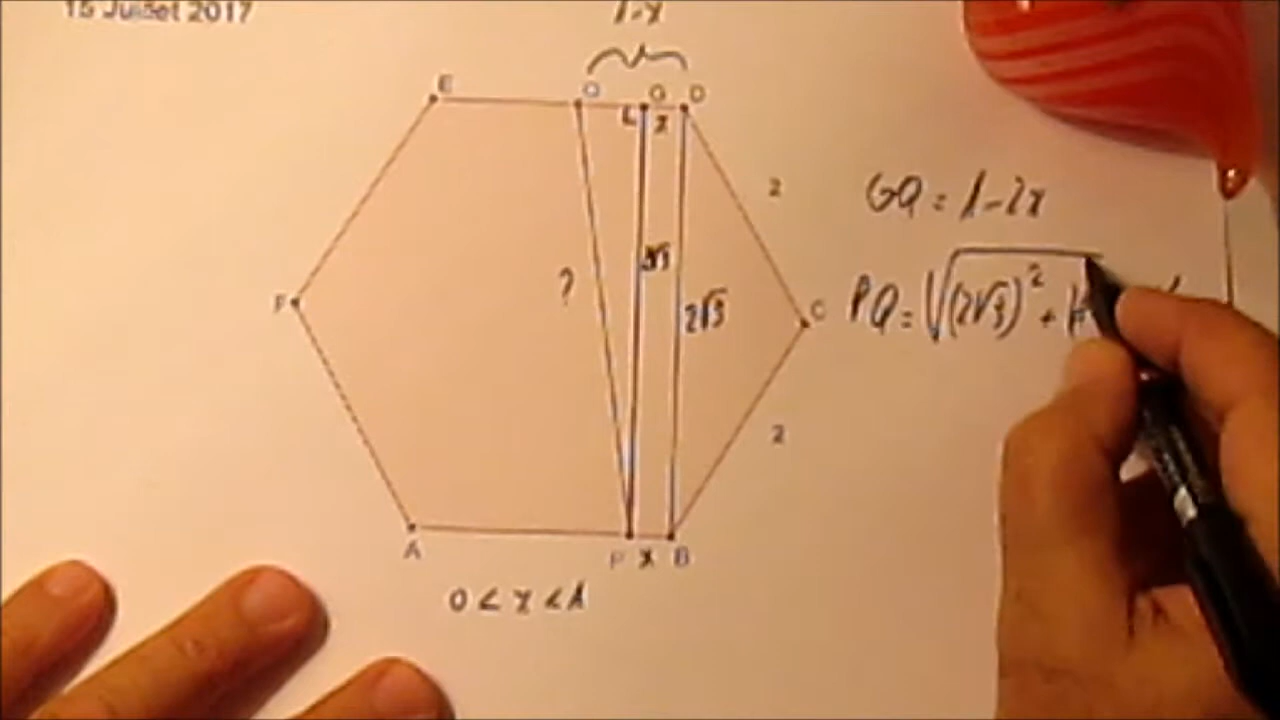 15 Juillet 2017
1-x
E
Q G D
x
2
GQ = 1-2x
? 2√3
F
2√3
C
PQ = √(2√3)² +
2
A
P x B
0 < x < 1